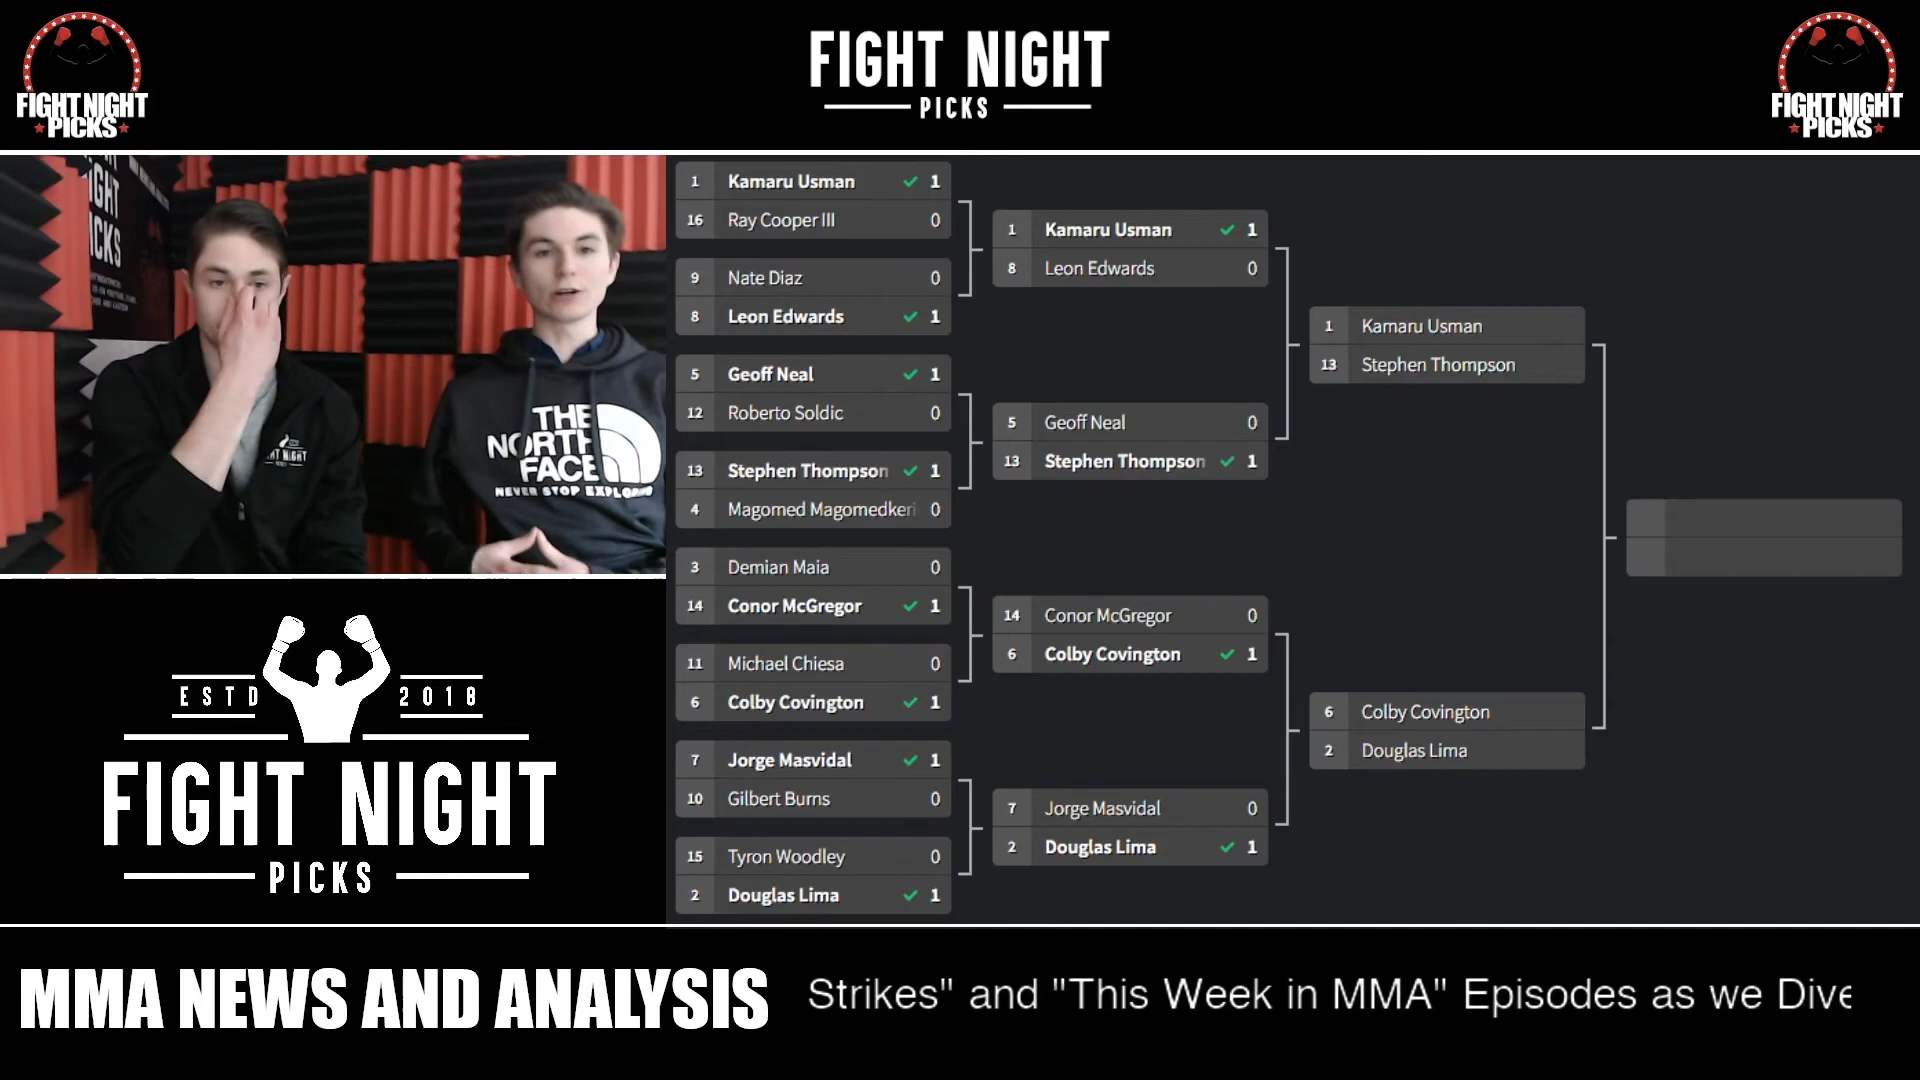 FIGHT NIGHT
PICKS
FIGHT NIGHT
PICKS
FIGHT NIGHT
PICKS
THE
NORTH
FACE
NEVER STOP EXPLORING
1 Kamaru Usman 1
16 Ray Cooper III 0
9 Nate Diaz 0
8 Leon Edwards 1
5 Geoff Neal 1
12 Roberto Soldic 0
13 Stephen Thompson 1
4 Magomed Magomedkeri 0
3 Demian Maia 0
14 Conor McGregor 1
11 Michael Chiesa 0
6 Colby Covington 1
7 Jorge Masvidal 1
10 Gilbert Burns 0
15 Tyron Woodley 0
2 Douglas Lima 1
1 Kamaru Usman 1
8 Leon Edwards 0
5 Geoff Neal 0
13 Stephen Thompson 1
14 Conor McGregor 0
6 Colby Covington 1
7 Jorge Masvidal 0
2 Douglas Lima 1
1 Kamaru Usman
13 Stephen Thompson
6 Colby Covington
2 Douglas Lima
ESTD 2018
FIGHT NIGHT
PICKS
MMA NEWS AND ANALYSIS
Strikes" and "This Week in MMA" Episodes as we Dive